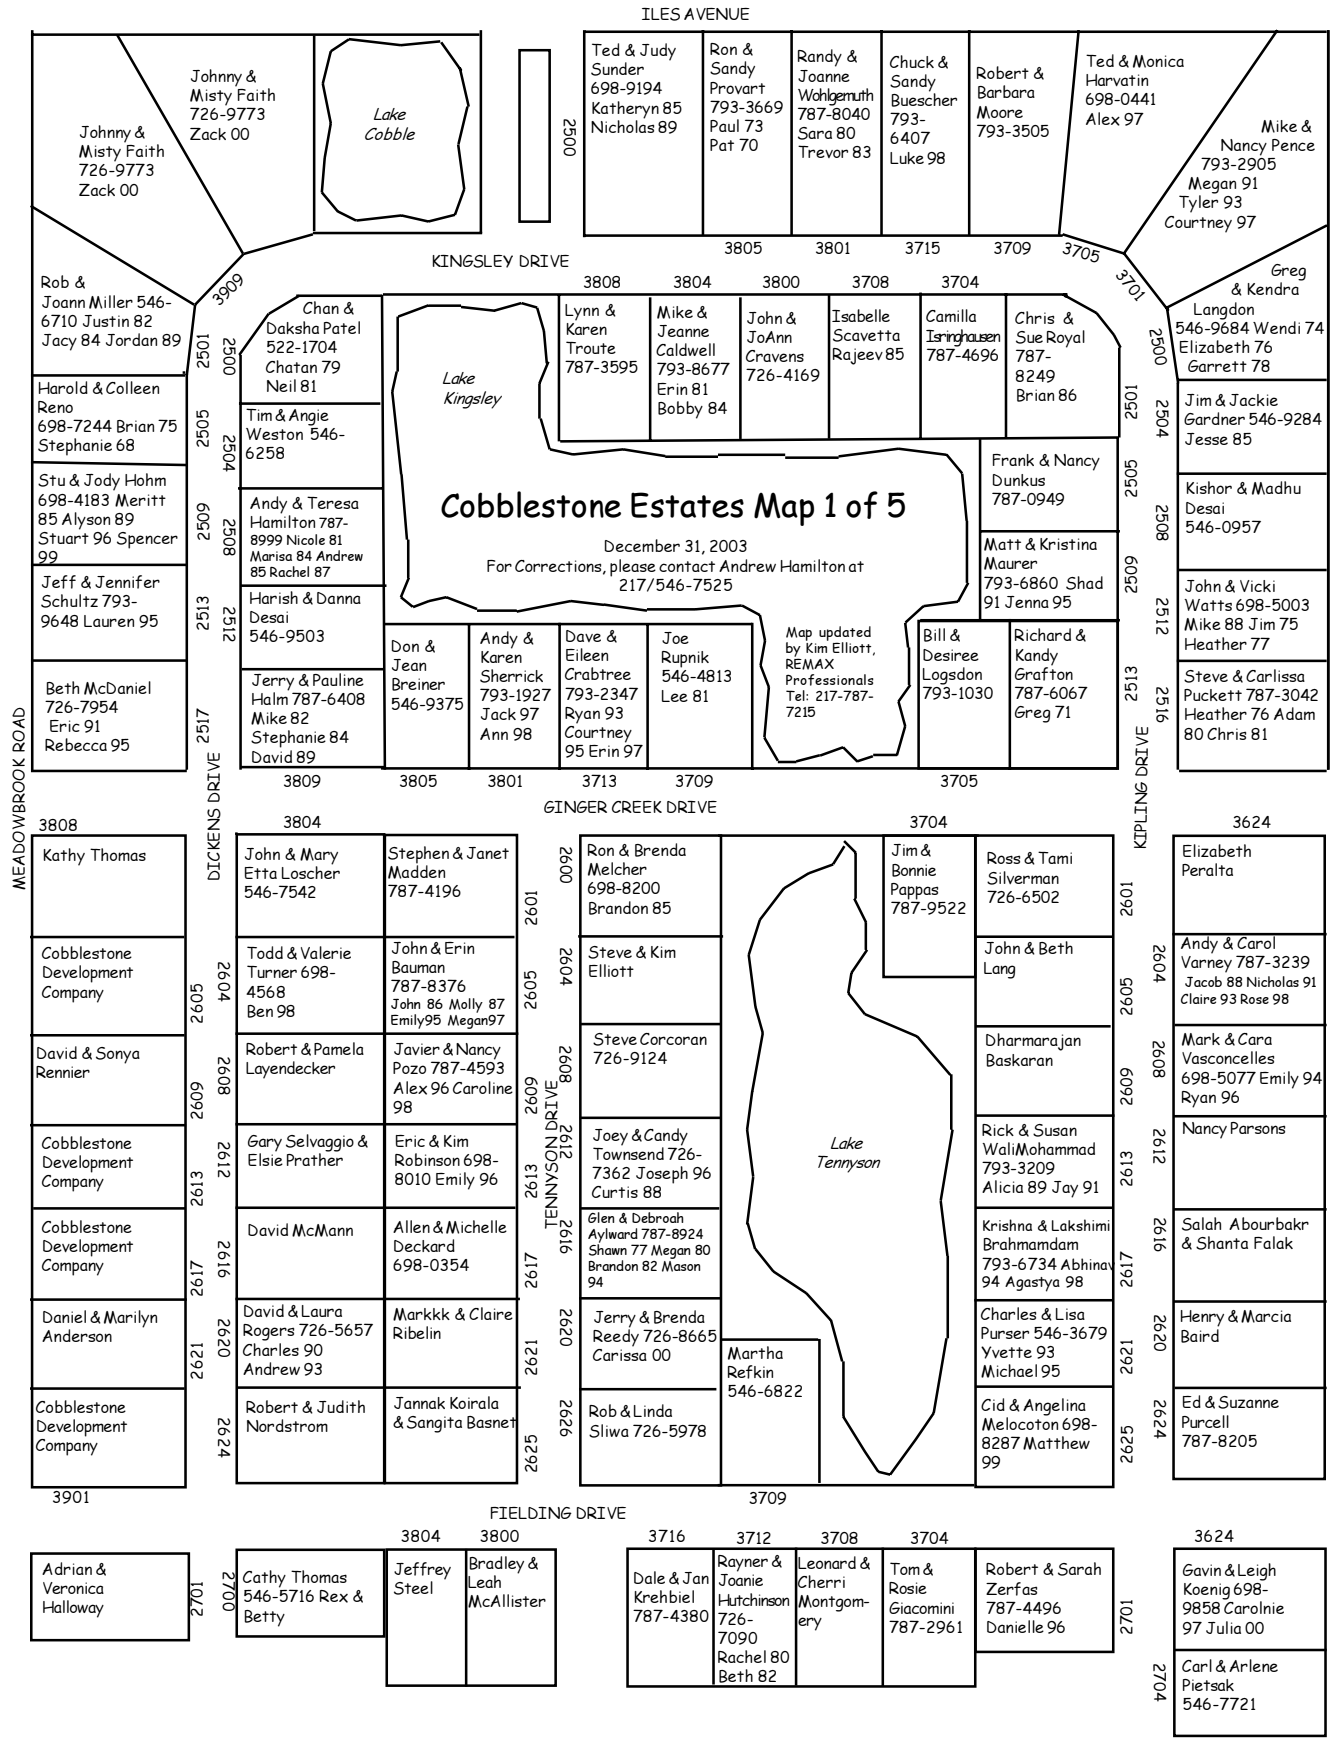 ILES AVENUE
Johnny &
Misty Faith
726-9773
Zack 00
Johnny &
Misty Faith
726-9773
Zack 00
Lake
Cobble
2500
Ted & Judy
Sunder
698-9194
Katheryn 85
Nicholas 89
Ron &
Sandy
Provart
793-3669
Paul 73
Pat 70
Randy &
Joanne
Wohlgemuth
787-8040
Sara 80
Trevor 83
Chuck &
Sandy
Buescher
793-
6407
Luke 98
Robert &
Barbara
Moore
793-3505
Ted & Monica
Harvatin
698-0441
Alex 97
Mike &
Nancy Pence
793-2905
Megan 91
Tyler 93
Courtney 97
3805
3801
3715
3709
3705
3701
KINGSLEY DRIVE
3909
3808
3804
3800
3708
3704
Rob &
Joann Miller 546-
6710 Justin 82
Jacy 84 Jordan 89
2501
2500
Chan &
Daksha Patel
522-1704
Chatan 79
Neil 81
Lake
Kingsley
Lynn &
Karen
Troute
787-3595
Mike &
Jeanne
Caldwell
793-8677
Erin 81
Bobby 84
John &
JoAnn
Cravens
726-4169
Isabelle
Scavetta
Rajeev 85
Camilla
Isringhausen
787-4696
Chris &
Sue Royal
787-
8249
Brian 86
2501
2500
Greg
& Kendra
Langdon
546-9684 Wendi 74
Elizabeth 76
Garrett 78
Harold & Colleen
Reno
698-7244 Brian 75
Stephanie 68
2505
2504
Tim & Angie
Weston 546-
6258
Frank & Nancy
Dunkus
787-0949
2505
2504
Jim & Jackie
Gardner 546-9284
Jesse 85
Stu & Jody Hohm
698-4183 Meritt
85 Alyson 89
Stuart 96 Spencer
99
2509
2508
Andy & Teresa
Hamilton 787-
8999 Nicole 81
Marisa 84 Andrew
85 Rachel 87
Cobblestone Estates Map 1 of 5
December 31, 2003
For Corrections, please contact Andrew Hamilton at
217/546-7525
Matt & Kristina
Maurer
793-6860 Shad
91 Jenna 95
2509
2508
Kishor & Madhu
Desai
546-0957
Jeff & Jennifer
Schultz 793-
9648 Lauren 95
2513
2512
Harish & Danna
Desai
546-9503
2512
John & Vicki
Watts 698-5003
Mike 88 Jim 75
Heather 77
Beth McDaniel
726-7954
Eric 91
Rebecca 95
2517
Jerry & Pauline
Halm 787-6408
Mike 82
Stephanie 84
David 89
Don &
Jean
Breiner
546-9375
Andy &
Karen
Sherrick
793-1927
Jack 97
Ann 98
Dave &
Eileen
Crabtree
793-2347
Ryan 93
Courtney
95 Erin 97
Joe
Rupnik
546-4813
Lee 81
Map updated
by Kim Elliott,
REMAX
Professionals
Tel: 217-787-
7215
Bill &
Desiree
Logsdon
793-1030
Richard &
Kandy
Grafton
787-6067
Greg 71
2513
2516
Steve & Carlissa
Puckett 787-3042
Heather 76 Adam
80 Chris 81
MEADOWBROOK ROAD
DICKENS DRIVE
KIPLING DRIVE
3809
3805
3801
3713
3709
3705
GINGER CREEK DRIVE
3808
3804
3704
3624
Kathy Thomas
John & Mary
Etta Loscher
546-7542
Stephen & Janet
Madden
787-4196
2601
2600
Ron & Brenda
Melcher
698-8200
Brandon 85
Jim &
Bonnie
Pappas
787-9522
Ross & Tami
Silverman
726-6502
2601
Elizabeth
Peralta
Cobblestone
Development
Company
2605
2604
Todd & Valerie
Turner 698-
4568
Ben 98
John & Erin
Bauman
787-8376
John 86 Molly 87
Emily95 Megan97
2605
2604
Steve & Kim
Elliott
John & Beth
Lang
2605
2604
Andy & Carol
Varney 787-3239
Jacob 88 Nicholas 91
Claire 93 Rose 98
David & Sonya
Rennier
2609
2608
Robert & Pamela
Layendecker
Javier & Nancy
Pozo 787-4593
Alex 96 Caroline
98
2609
TENNYSON DRIVE
2608
Steve Corcoran
726-9124
Dharmarajan
Baskaran
2609
2608
Mark & Cara
Vasconcelles
698-5077 Emily 94
Ryan 96
Cobblestone
Development
Company
2613
2612
Gary Selvaggio &
Elsie Prather
Eric & Kim
Robinson 698-
8010 Emily 96
2613
2612
Joey & Candy
Townsend 726-
7362 Joseph 96
Curtis 88
Lake
Tennyson
Rick & Susan
WaliMohammad
793-3209
Alicia 89 Jay 91
2613
2612
Nancy Parsons
Cobblestone
Development
Company
2617
2616
David McMann
Allen & Michelle
Deckard
698-0354
2617
2616
Glen & Debroah
Aylward 787-8924
Shawn 77 Megan 80
Brandon 82 Mason
94
Krishna & Lakshimi
Brahmamdam
793-6734 Abhinav
94 Agastya 98
2617
2616
Salah Abourbakr
& Shanta Falak
Daniel & Marilyn
Anderson
2621
2620
David & Laura
Rogers 726-5657
Charles 90
Andrew 93
Markkk & Claire
Ribelin
2621
2620
Jerry & Brenda
Reedy 726-8665
Carissa 00
Martha
Refkin
546-6822
Charles & Lisa
Purser 546-3679
Yvette 93
Michael 95
2621
2620
Henry & Marcia
Baird
Cobblestone
Development
Company
2624
Robert & Judith
Nordstrom
Jannak Koirala
& Sangita Basnet
2625
2626
Rob & Linda
Sliwa 726-5978
Cid & Angelina
Melocoton 698-
8287 Matthew
99
2625
2624
Ed & Suzanne
Purcell
787-8205
3901
3709
FIELDING DRIVE
3804
3800
3716
3712
3708
3704
3624
Adrian &
Veronica
Halloway
2701
2700
Cathy Thomas
546-5716 Rex &
Betty
Jeffrey
Steel
Bradley &
Leah
McAllister
Dale & Jan
Krehbiel
787-4380
Rayner &
Joanie
Hutchinson
726-
7090
Rachel 80
Beth 82
Leonard &
Cherri
Montgom-
ery
Tom &
Rosie
Giacomini
787-2961
Robert & Sarah
Zerfas
787-4496
Danielle 96
2701
Gavin & Leigh
Koenig 698-
9858 Carolnie
97 Julia 00
2704
Carl & Arlene
Pietsak
546-7721